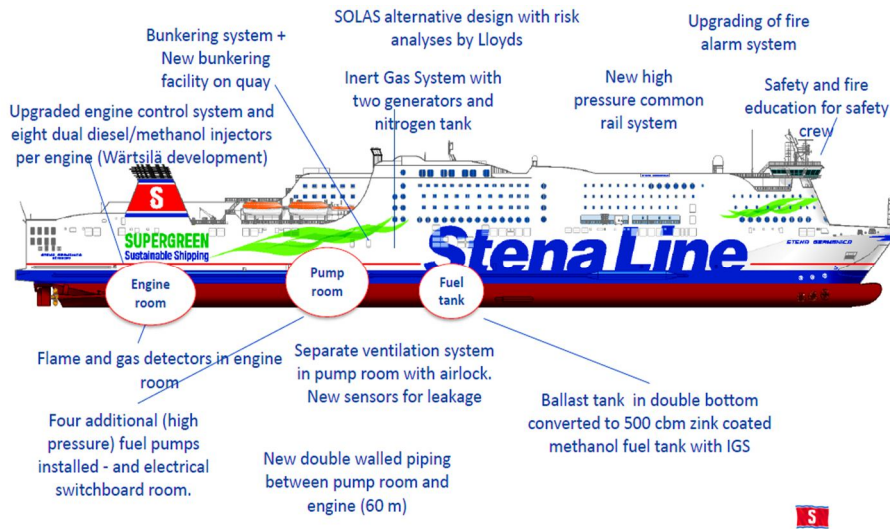 SOLAS alternative design with risk
analyses by Lloyds
Upgrading of fire
alarm system
Bunkering system +
New bunkering
facility on quay
Inert Gas System with
two generators and
nitrogen tank
New high
pressure common
rail system
Safety and fire
education for safety
crew
Upgraded engine control system and
eight dual diesel/methanol injectors
per engine (Wärtsilä development)
S
SUPERGREEN
Sustainable Shipping
Stena Line
STENA GERMANICA
Engine
room
Pump
room
Fuel
tank
Flame and gas detectors in engine
room
Separate ventilation system
in pump room with airlock.
New sensors for leakage
Ballast tank in double bottom
converted to 500 cbm zink coated
methanol fuel tank with IGS
Four additional (high
pressure) fuel pumps
installed - and electrical
switchboard room.
New double walled piping
between pump room and
engine (60 m)
S